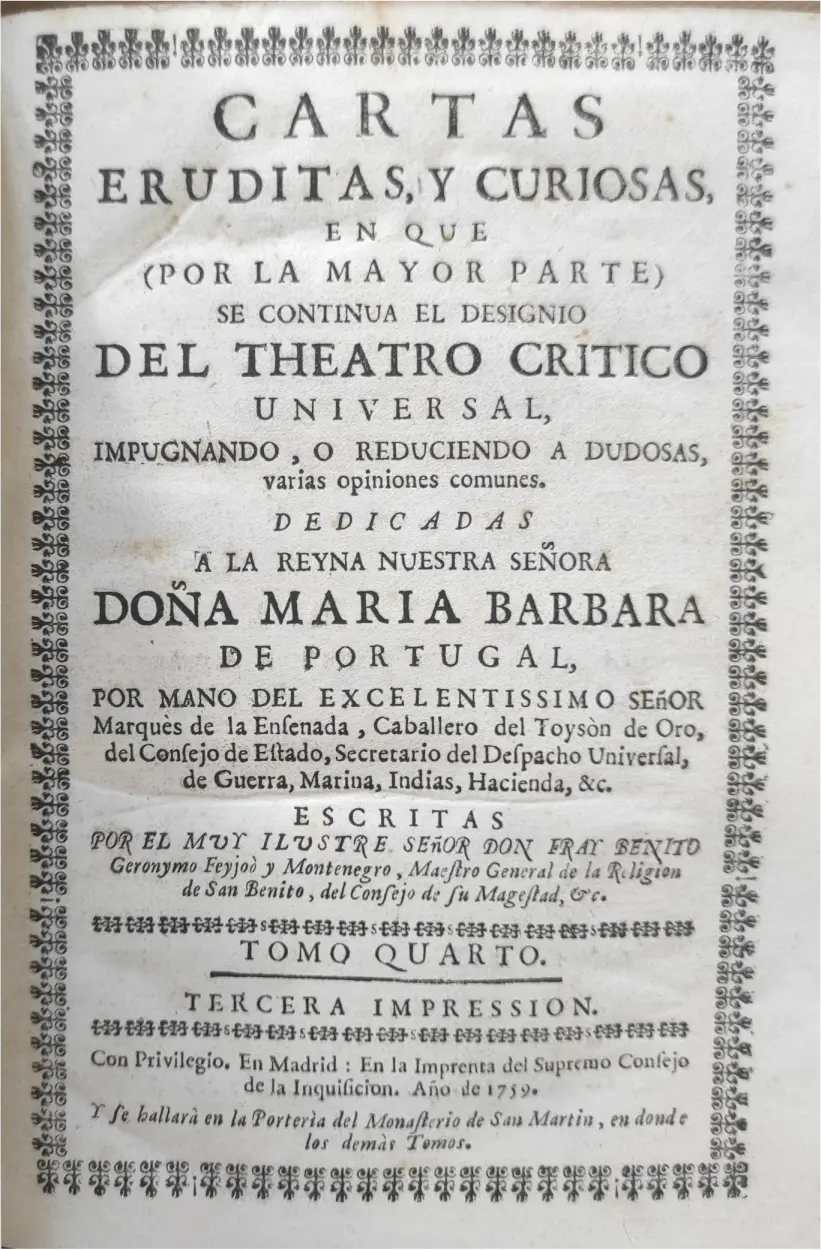 CARTAS
ERUDITAS, Y CURIOSAS,
EN QUE
(POR LA MAYOR PARTE)
SE CONTINUA EL DESIGNIO
DEL THEATRO CRITICO
UNIVERSAL,
IMPUGNANDO, O REDUCIENDO A DUDOSAS,
varias opiniones comunes.
DEDICADAS
A LA REYNA NUESTRA SEÑORA
DOÑA MARIA BARBARA
DE PORTUGAL,
POR MANO DEL EXCELENTISSIMO SEñOR
Marquès de la Enſenada, Caballero del Toysòn de Oro,
del Conſejo de Eſtado, Secretario del Deſpacho Univerſal,
de Guerra, Marina, Indias, Hacienda, &c.
ESCRITAS
POR EL MUY ILUSTRE SEñOR DON FRAY BENITO
Geronymo Feyjoò y Montenegro, Maeſtro General de la Religion
de San Benito, del Conſejo de ſu Mageſtad, &c.
TOMO QUARTO.
TERCERA IMPRESSION.
Con Privilegio. En Madrid: En la Imprenta del Supremo Conſejo
de la Inquiſicion. Año de 1759.
Y ſe hallarà en la Porterìa del Monaſterio de San Martin, en donde
los demàs Tomos.